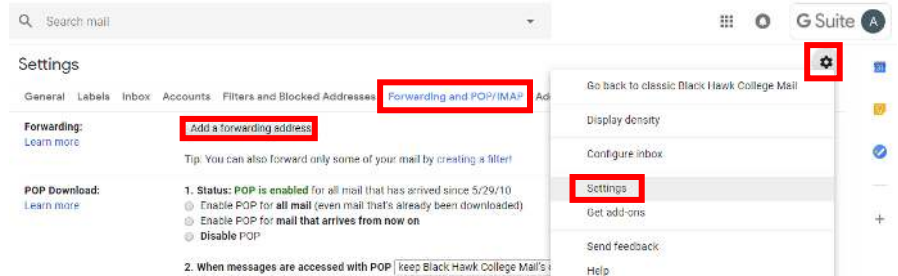 Search mail
G Suite A
Settings
General Labels Inbox Accounts Filters and Blocked Addresses Forwarding and POP/IMAP Ad
Forwarding:
Learn more
Add a forwarding address
Tip: You can also forward only some of your mail by creating a filter!
POP Download:
Learn more
1. Status: POP is enabled for all mail that has arrived since 5/29/10
Enable POP for all mail (even mail that's already been downloaded)
Enable POP for mail that arrives from now on
Disable POP
2. When messages are accessed with POP keep Black Hawk College Mail's
Go back to classic Black Hawk College Mail
Display density
Configure inbox
Settings
Get add-ons
Send feedback
Help